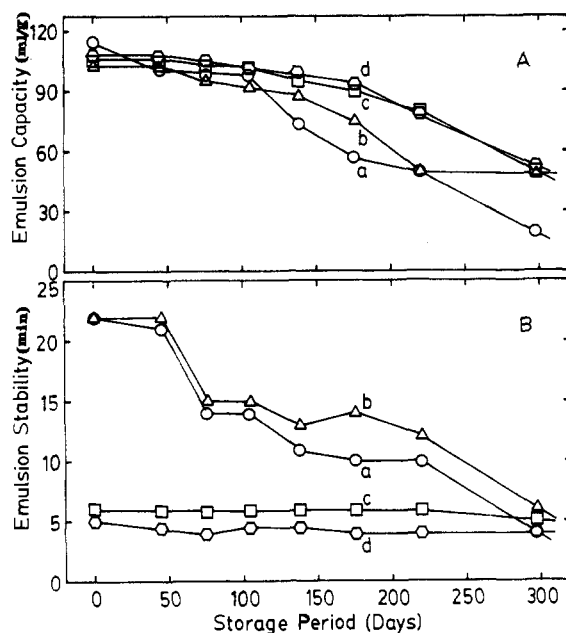 Emulsion Capacity (ml/g)
120
90
60
30
0
A
d
c
b
a
Emulsion Stability (min)
25
20
15
10
5
0
B
b
a
c
d
0 50 100 150 200 250 300
Storage Period (Days)